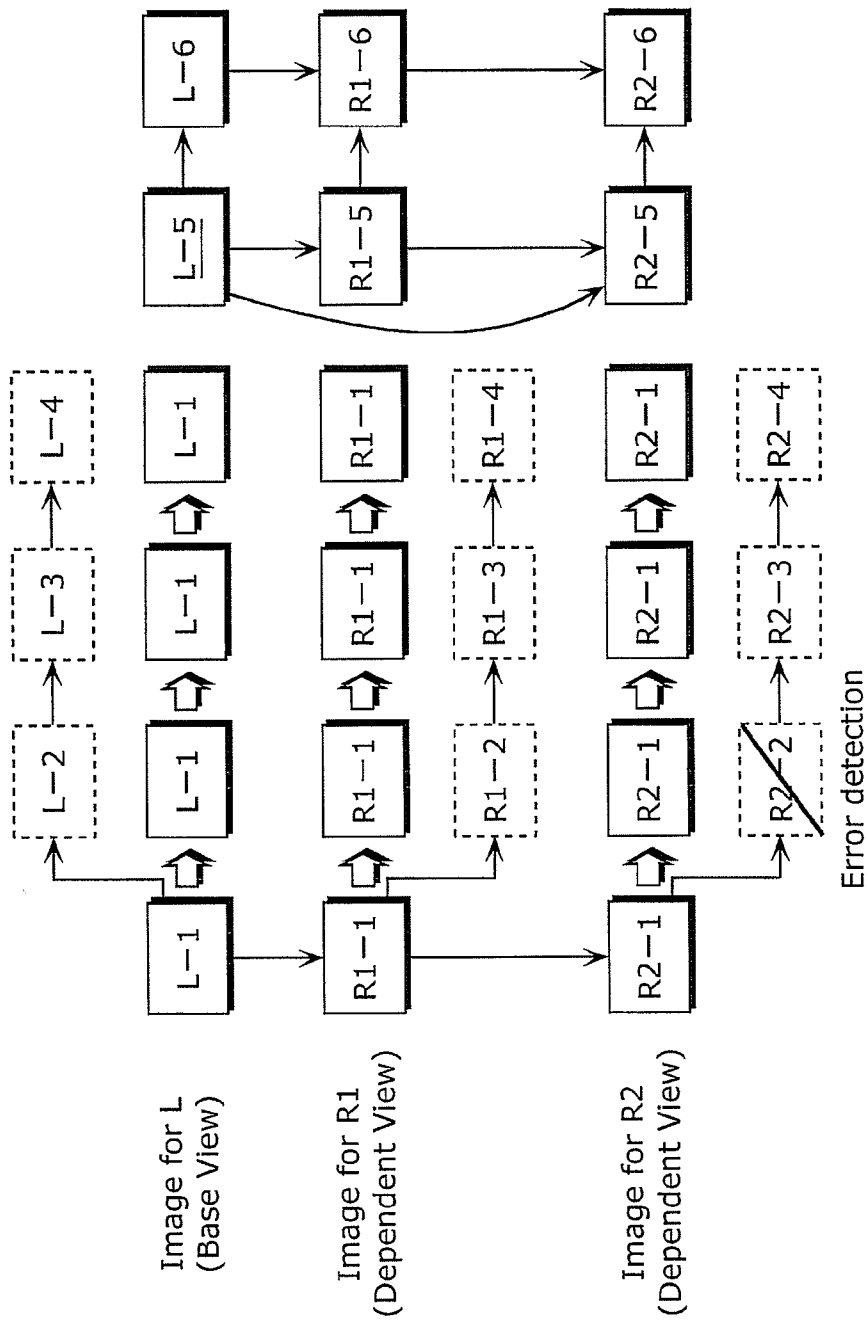 L-2
L-3
L-4
Image for L
(Base View)
L-1
L-1
L-1
L-1
L-5
L-6
Image for R1
(Dependent View)
R1-1
R1-1
R1-1
R1-1
R1-5
R1-6
R1-2
R1-3
R1-4
Image for R2
(Dependent View)
R2-1
R2-1
R2-1
R2-1
R2-5
R2-6
R2-2
R2-3
R2-4
Error detection